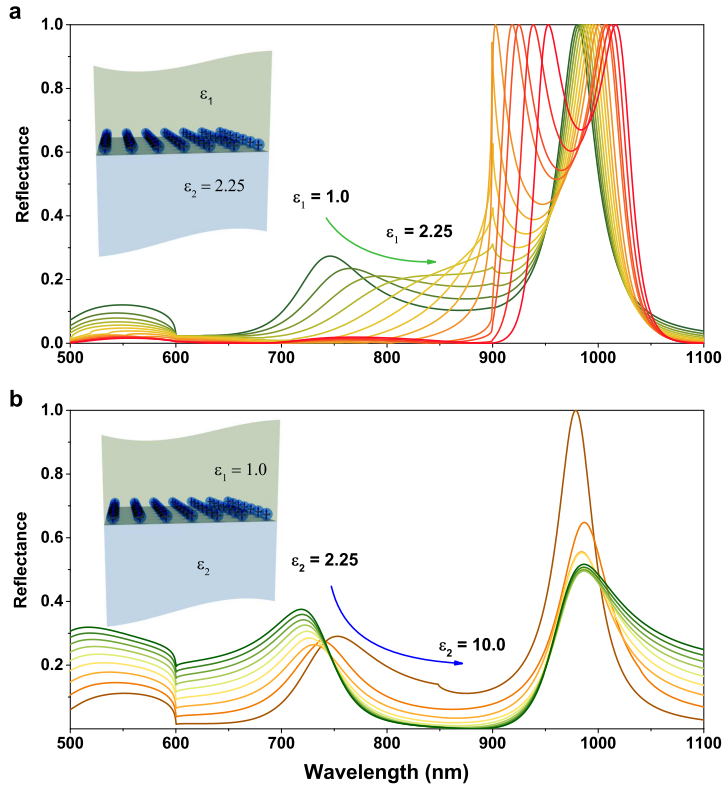 a
1.0
0.8
0.6
0.4
0.2
0.0
Reflectance
ε1
ε2 = 2.25
ε1 = 1.0
ε1 = 2.25
500 600 700 800 900 1000 1100
b
1.0
0.8
0.6
0.4
0.2
Reflectance
ε1 = 1.0
ε2
ε2 = 2.25
ε2 = 10.0
500 600 700 800 900 1000 1100
Wavelength (nm)